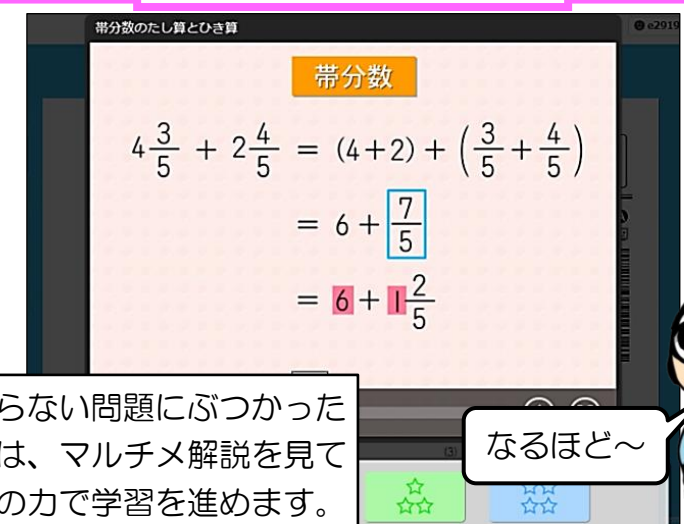 帯分数のたし算とひき算
e2919
帯分数
4 3/5 + 2 4/5 = (4+2) + (3/5 + 4/5)
= 6 + 7/5
= 6 + 1 2/5
らない問題にぶつかった
は、マルチメ解説を見て
の力で学習を進めます。
なるほど～
(3)